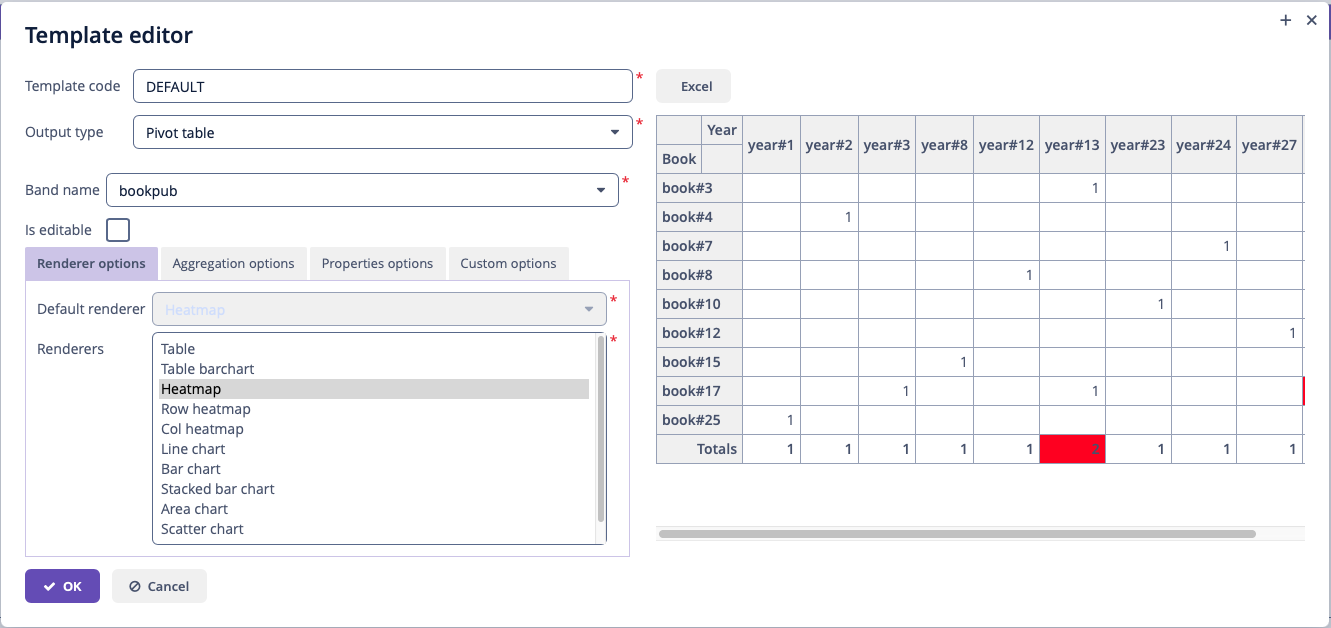 Template editor
Template code DEFAULT *
Output type Pivot table *
Band name bookpub *
Is editable
Renderer options Aggregation options Properties options Custom options
Default renderer Heatmap *
Renderers *
Table
Table barchart
Heatmap
Row heatmap
Col heatmap
Line chart
Bar chart
Stacked bar chart
Area chart
Scatter chart
OK Cancel
Excel
Year year#1 year#2 year#3 year#8 year#12 year#13 year#23 year#24 year#27
Book
book#3 1
book#4 1
book#7 1
book#8 1
book#10 1
book#12 1
book#15 1
book#17 1 1
book#25 1
Totals 1 1 1 1 1 2 1 1 1